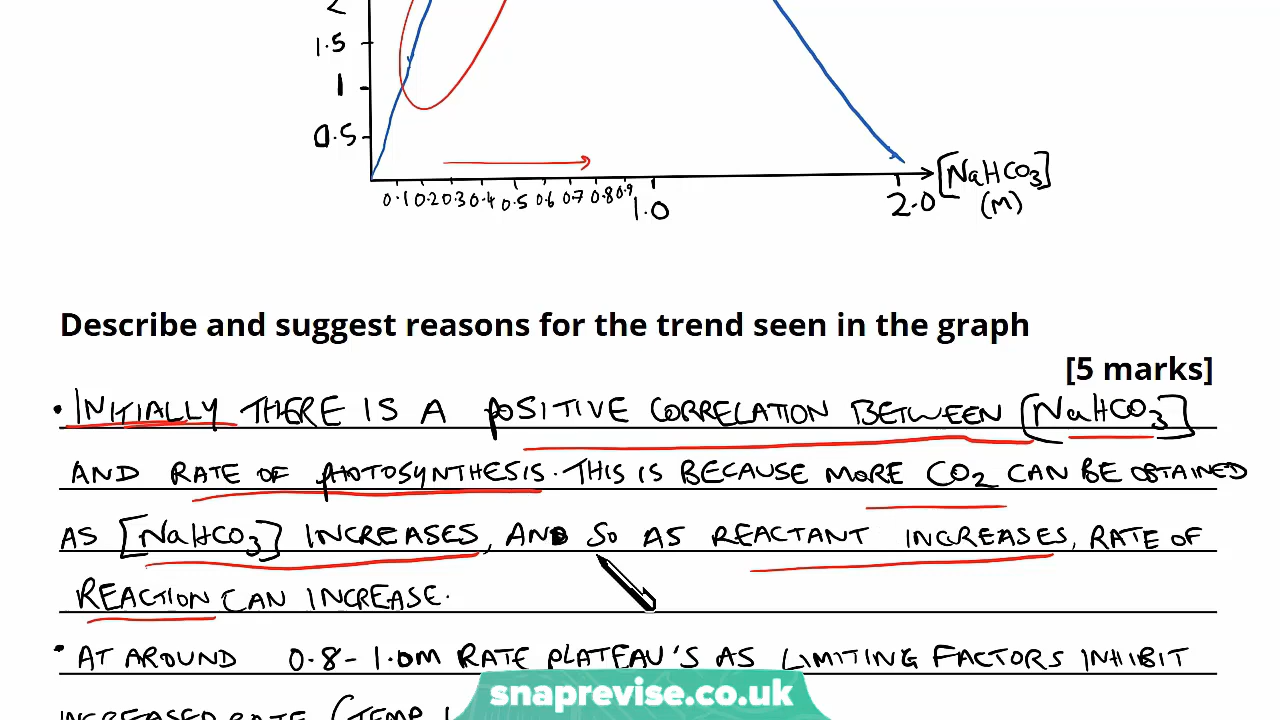 2
1.5
1
0.5
0.1 0.2 0.3 0.4 0.5 0.6 0.7 0.8 0.9 1.0 2.0
[NaHCO3]
(M)
Describe and suggest reasons for the trend seen in the graph
[5 marks]
• INITIALLY THERE IS A POSITIVE CORRELATION BETWEEN [NaHCO3]
AND RATE OF PHOTOSYNTHESIS. THIS IS BECAUSE MORE CO2 CAN BE OBTAINED
AS [NaHCO3] INCREASES, AND SO AS REACTANT INCREASES, RATE OF
REACTION CAN INCREASE.
• AT AROUND 0.8-1.0M RATE PLATEAU'S AS LIMITING FACTORS INHIBIT
INCREASED RATE (TEMP
snaprevise.co.uk